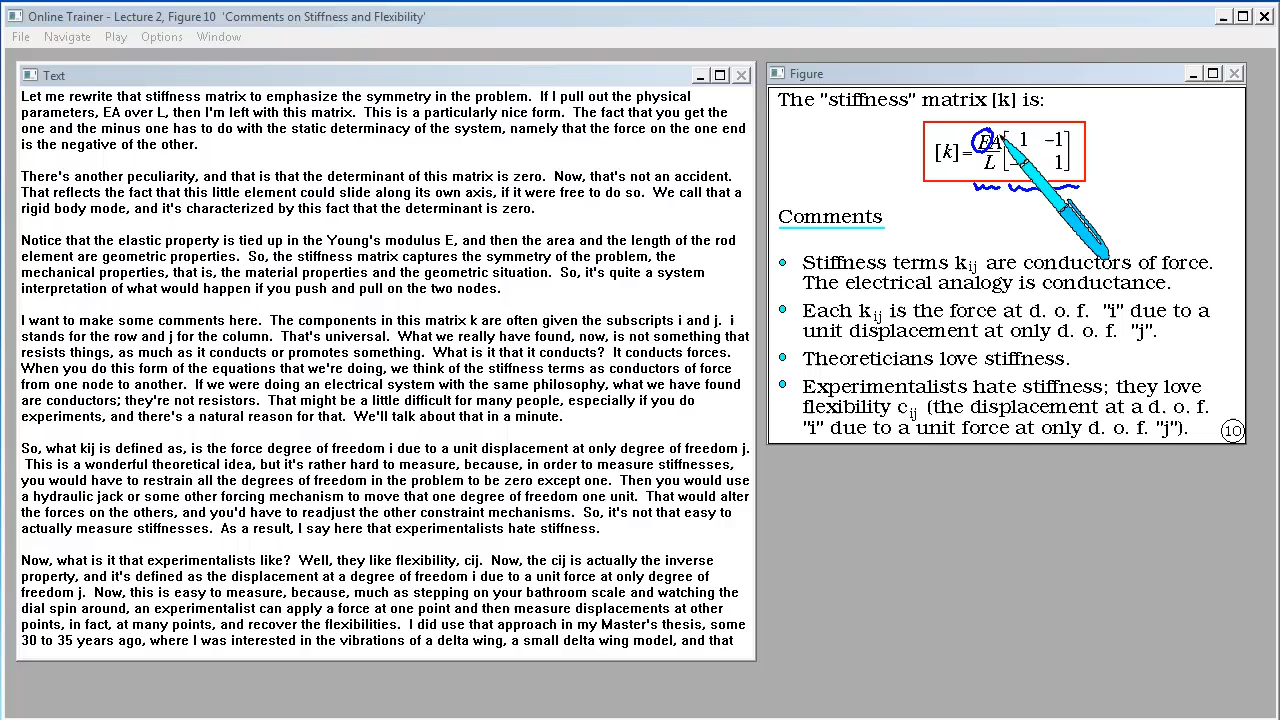 Online Trainer - Lecture 2, Figure 10 'Comments on Stiffness and Flexibility'
File Navigate Play Options Window
Text
Let me rewrite that stiffness matrix to emphasize the symmetry in the problem. If I pull out the physical
parameters, EA over L, then I'm left with this matrix. This is a particularly nice form. The fact that you get the
one and the minus one has to do with the static determinacy of the system, namely that the force on the one end
is the negative of the other.
There's another peculiarity, and that is that the determinant of this matrix is zero. Now, that's not an accident.
That reflects the fact that this little element could slide along its own axis, if it were free to do so. We call that a
rigid body mode, and it's characterized by this fact that the determinant is zero.
Notice that the elastic property is tied up in the Young's modulus E, and then the area and the length of the rod
element are geometric properties. So, the stiffness matrix captures the symmetry of the problem, the
mechanical properties, that is, the material properties and the geometric situation. So, it's quite a system
interpretation of what would happen if you push and pull on the two nodes.
I want to make some comments here. The components in this matrix k are often given the subscripts i and j. i
stands for the row and j for the column. That's universal. What we really have found, now, is not something that
resists things, as much as it conducts or promotes something. What is it that it conducts? It conducts forces.
When you do this form of the equations that we're doing, we think of the stiffness terms as conductors of force
from one node to another. If we were doing an electrical system with the same philosophy, what we have found
are conductors; they're not resistors. That might be a little difficult for many people, especially if you do
experiments, and there's a natural reason for that. We'll talk about that in a minute.
So, what kij is defined as, is the force degree of freedom i due to a unit displacement at only degree of freedom j.
This is a wonderful theoretical idea, but it's rather hard to measure, because, in order to measure stiffnesses,
you would have to restrain all the degrees of freedom in the problem to be zero except one. Then you would use
a hydraulic jack or some other forcing mechanism to move that one degree of freedom one unit. That would alter
the forces on the others, and you'd have to readjust the other constraint mechanisms. So, it's not that easy to
actually measure stiffnesses. As a result, I say here that experimentalists hate stiffness.
Now, what is it that experimentalists like? Well, they like flexibility, cij. Now, the cij is actually the inverse
property, and it's defined as the displacement at a degree of freedom i due to a unit force at only degree of
freedom j. Now, this is easy to measure, because, much as stepping on your bathroom scale and watching the
dial spin around, an experimentalist can apply a force at one point and then measure displacements at other
points, in fact, at many points, and recover the flexibilities. I did use that approach in my Master's thesis, some
30 to 35 years ago, where I was interested in the vibrations of a delta wing, a small delta wing model, and that
Figure
The "stiffness" matrix [k] is:
[k] = EA/L [1 -1
- 1]
Comments
• Stiffness terms kij are conductors of force.
The electrical analogy is conductance.
• Each kij is the force at d. o. f. "i" due to a
unit displacement at only d. o. f. "j".
• Theoreticians love stiffness.
• Experimentalists hate stiffness; they love
flexibility cij (the displacement at a d. o. f.
"i" due to a unit force at only d. o. f. "j").
10